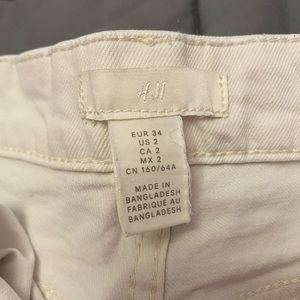 H&M
EUR 34
US 2
CA 2
MX 2
CN 160/64A
MADE IN
BANGLADESH
FABRIQUÉ AU
BANGLADESH